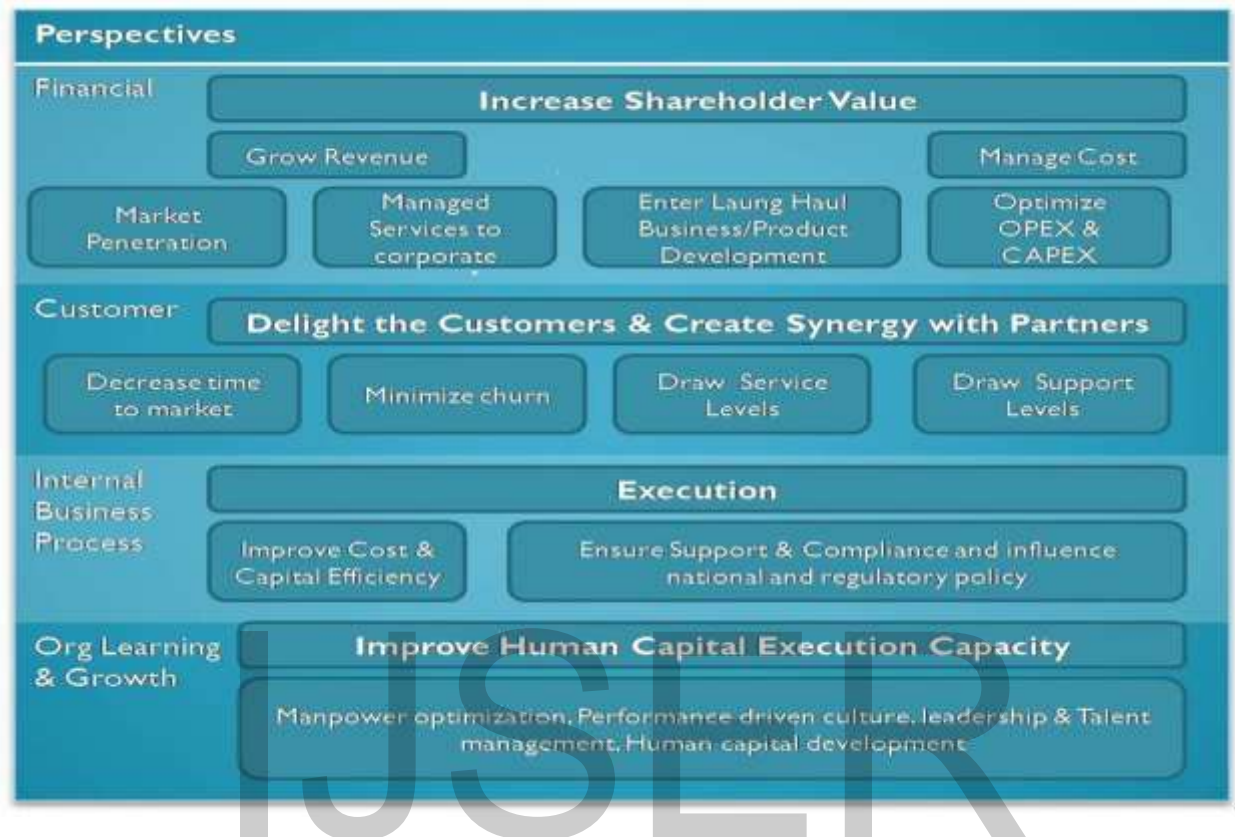 Perspectives
Financial
Increase Shareholder Value
Grow Revenue
Manage Cost
Market
Penetration
Managed
Services to
corporate
Enter Laung Haul
Business/Product
Development
Optimize
OPEX &
CAPEX
Customer
Delight the Customers & Create Synergy with Partners
Decrease time
to market
Minimize churn
Draw Service
Levels
Draw Support
Levels
Internal
Business
Process
Execution
Improve Cost &
Capital Efficiency
Ensure Support & Compliance and influence
national and regulatory policy
Org Learning
& Growth
Improve Human Capital Execution Capacity
Manpower optimization, Performance driven culture, leadership & Talent
management, Human capital development
IJSER